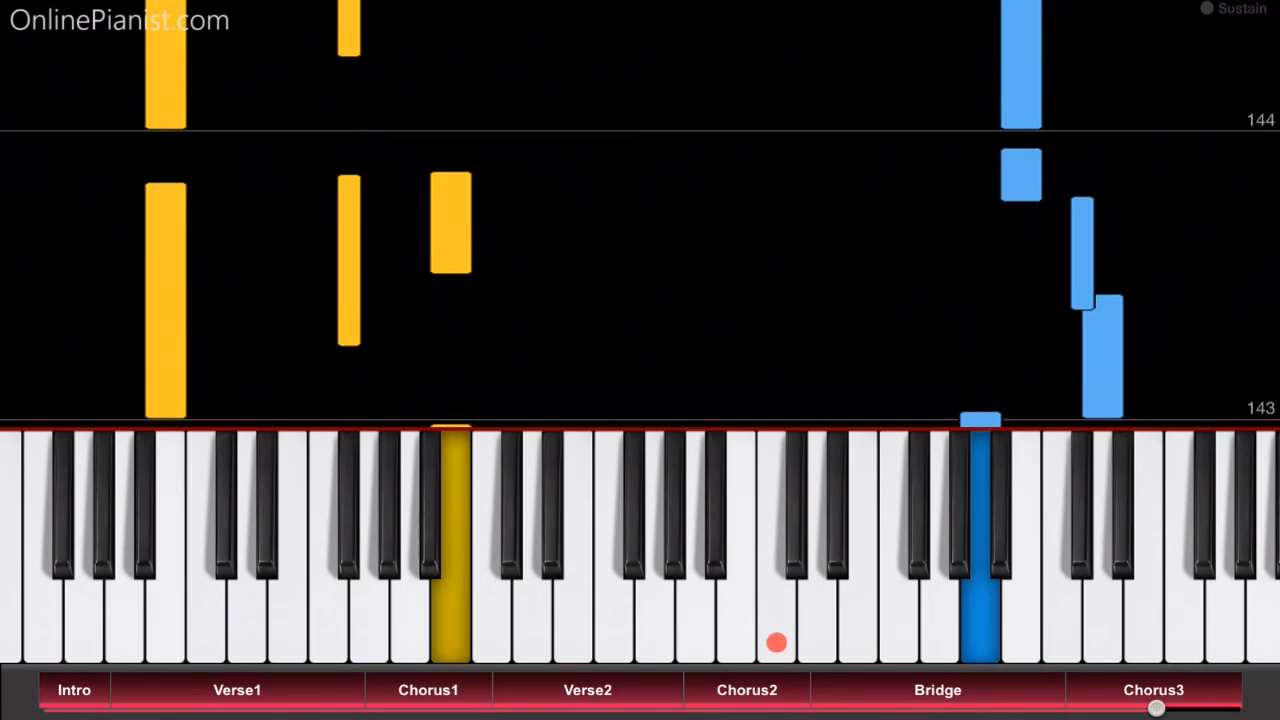 OnlinePianist.com
Sustain
144
143
Intro
Verse1
Chorus1
Verse2
Chorus2
Bridge
Chorus3